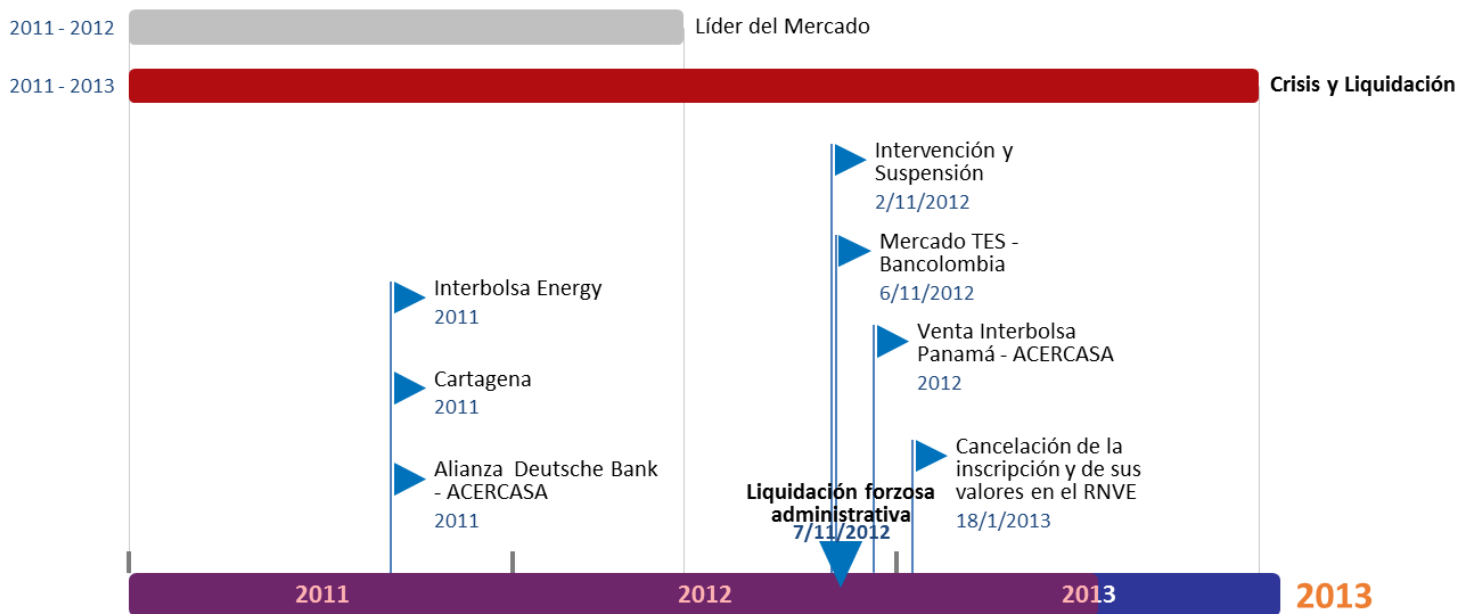 2011 - 2012
Líder del Mercado
2011 - 2013
Crisis y Liquidación
Intervención y
Suspensión
2/11/2012
Mercado TES -
Bancolombia
6/11/2012
Interbolsa Energy
2011
Venta Interbolsa
Panamá - ACERCASA
2012
Cartagena
2011
Cancelación de la
inscripción y de sus
valores en el RNVE
18/1/2013
Alianza Deutsche Bank
- ACERCASA
2011
Liquidación forzosa
administrativa
7/11/2012
2011
2012
2013
2013